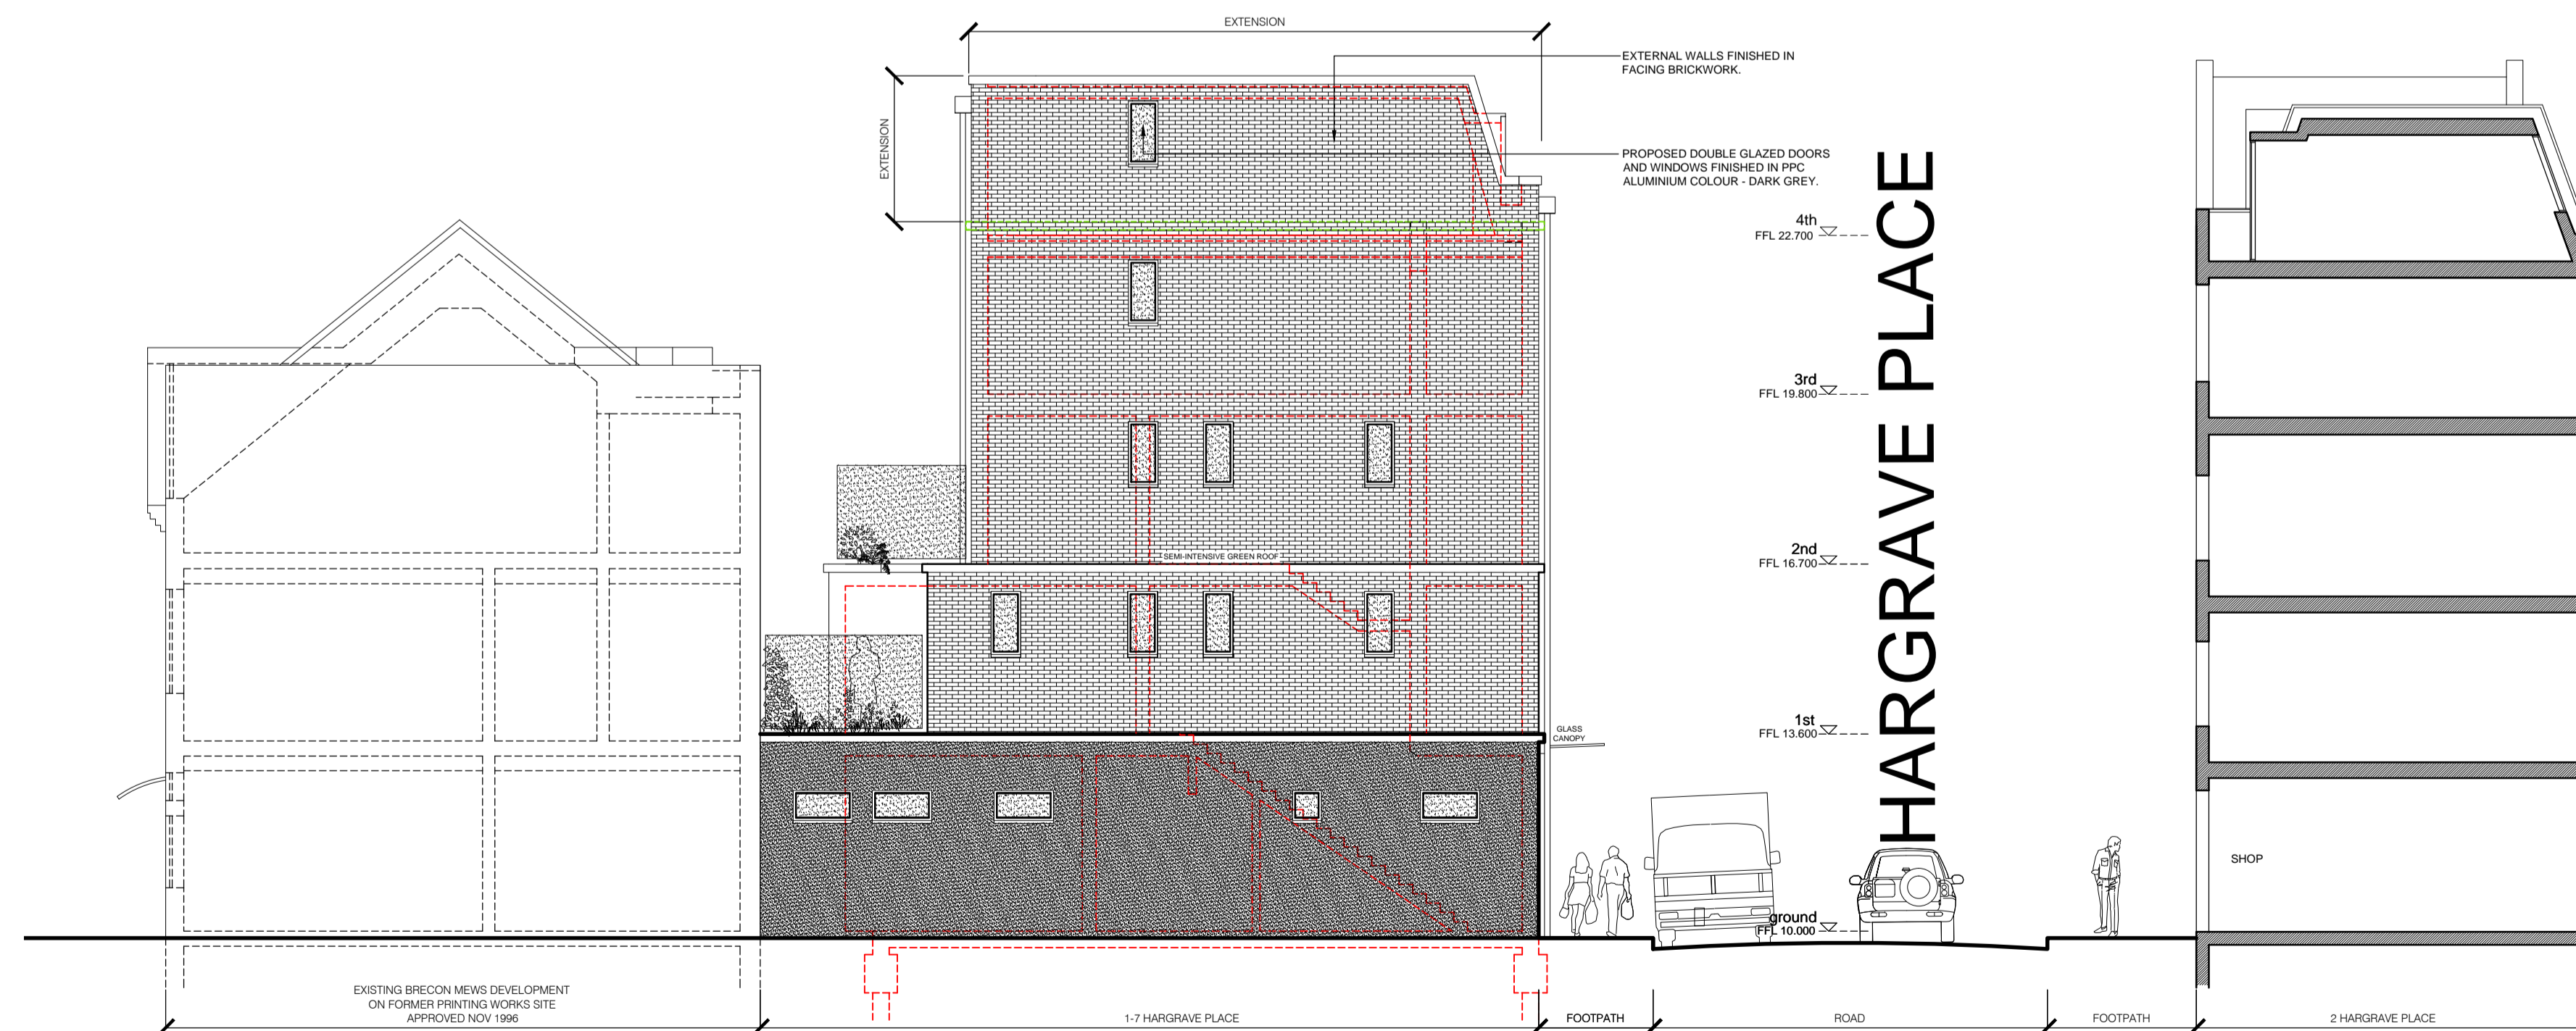 EXTENSION
EXTERNAL WALLS FINISHED IN
FACING BRICKWORK.
EXTENSION
PROPOSED DOUBLE GLAZED DOORS
AND WINDOWS FINISHED IN PPC
ALUMINIUM COLOUR - DARK GREY.
HARGRAVE PLACE
4th
FFL 22.700
3rd
FFL 19.800
2nd
FFL 16.700
SEMI-INTENSIVE GREEN ROOF
1st
FFL 13.600
GLASS
CANOPY
SHOP
ground
FFL 10.000
EXISTING BRECON MEWS DEVELOPMENT
ON FORMER PRINTING WORKS SITE
APPROVED NOV 1996
1-7 HARGRAVE PLACE
FOOTPATH
ROAD
FOOTPATH
2 HARGRAVE PLACE